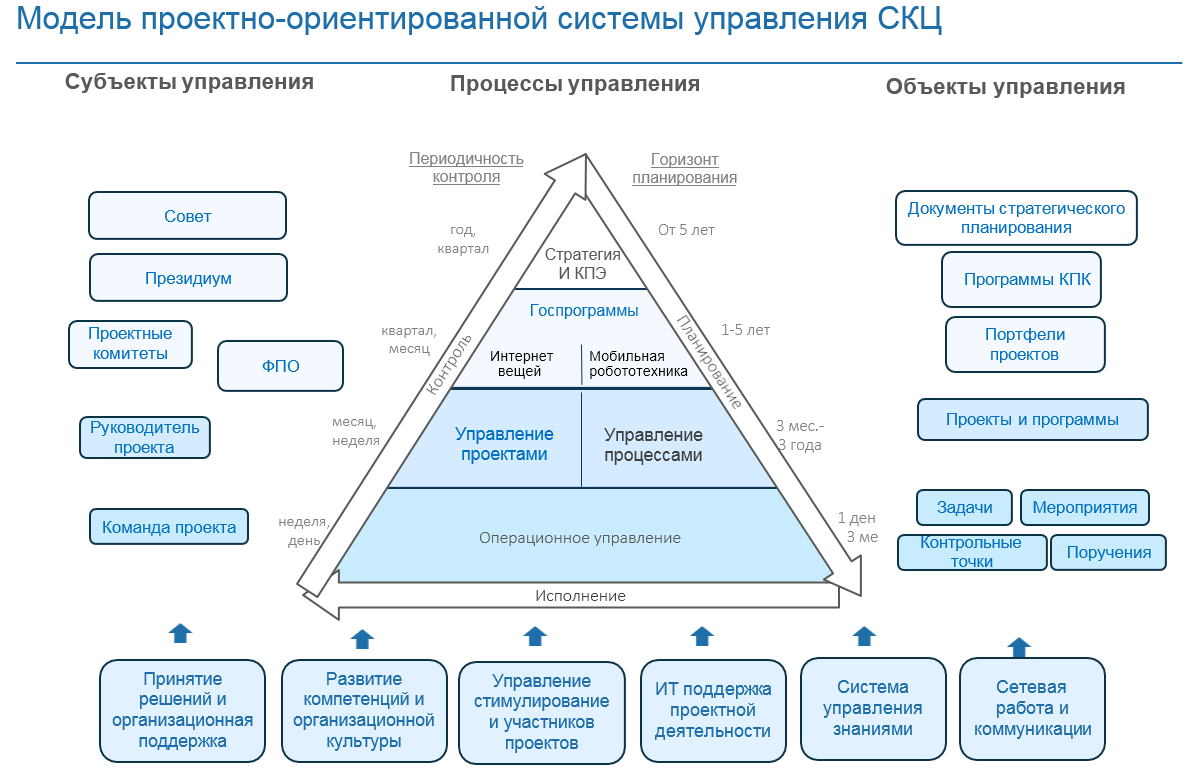 Модель проектно-ориентированной системы управления СКЦ
Субъекты управления
Процессы управления
Объекты управления
Периодичность
контроля
Горизонт
планирования
Совет
Президиум
Проектные
комитеты
ФПО
Руководитель
проекта
Команда проекта
год,
квартал
квартал,
месяц
месяц,
неделя
неделя,
день
Контроль
Стратегия
И КПЭ
Госпрограммы
Интернет
вещей
Мобильная
робототехника
Управление
проектами
Управление
процессами
Операционное управление
Исполнение
Планирование
От 5 лет
1-5 лет
3 мес.-
3 года
1 ден
3 ме
Документы стратегического
планирования
Программы КПК
Портфели
проектов
Проекты и программы
Задачи
Мероприятия
Контрольные
точки
Поручения
Принятие
решений и
организационная
поддержка
Развитие
компетенций и
организационной
культуры
Управление
стимулирование
и участников
проектов
ИТ поддержка
проектной
деятельности
Система
управления
знаниями
Сетевая
работа и
коммуникации